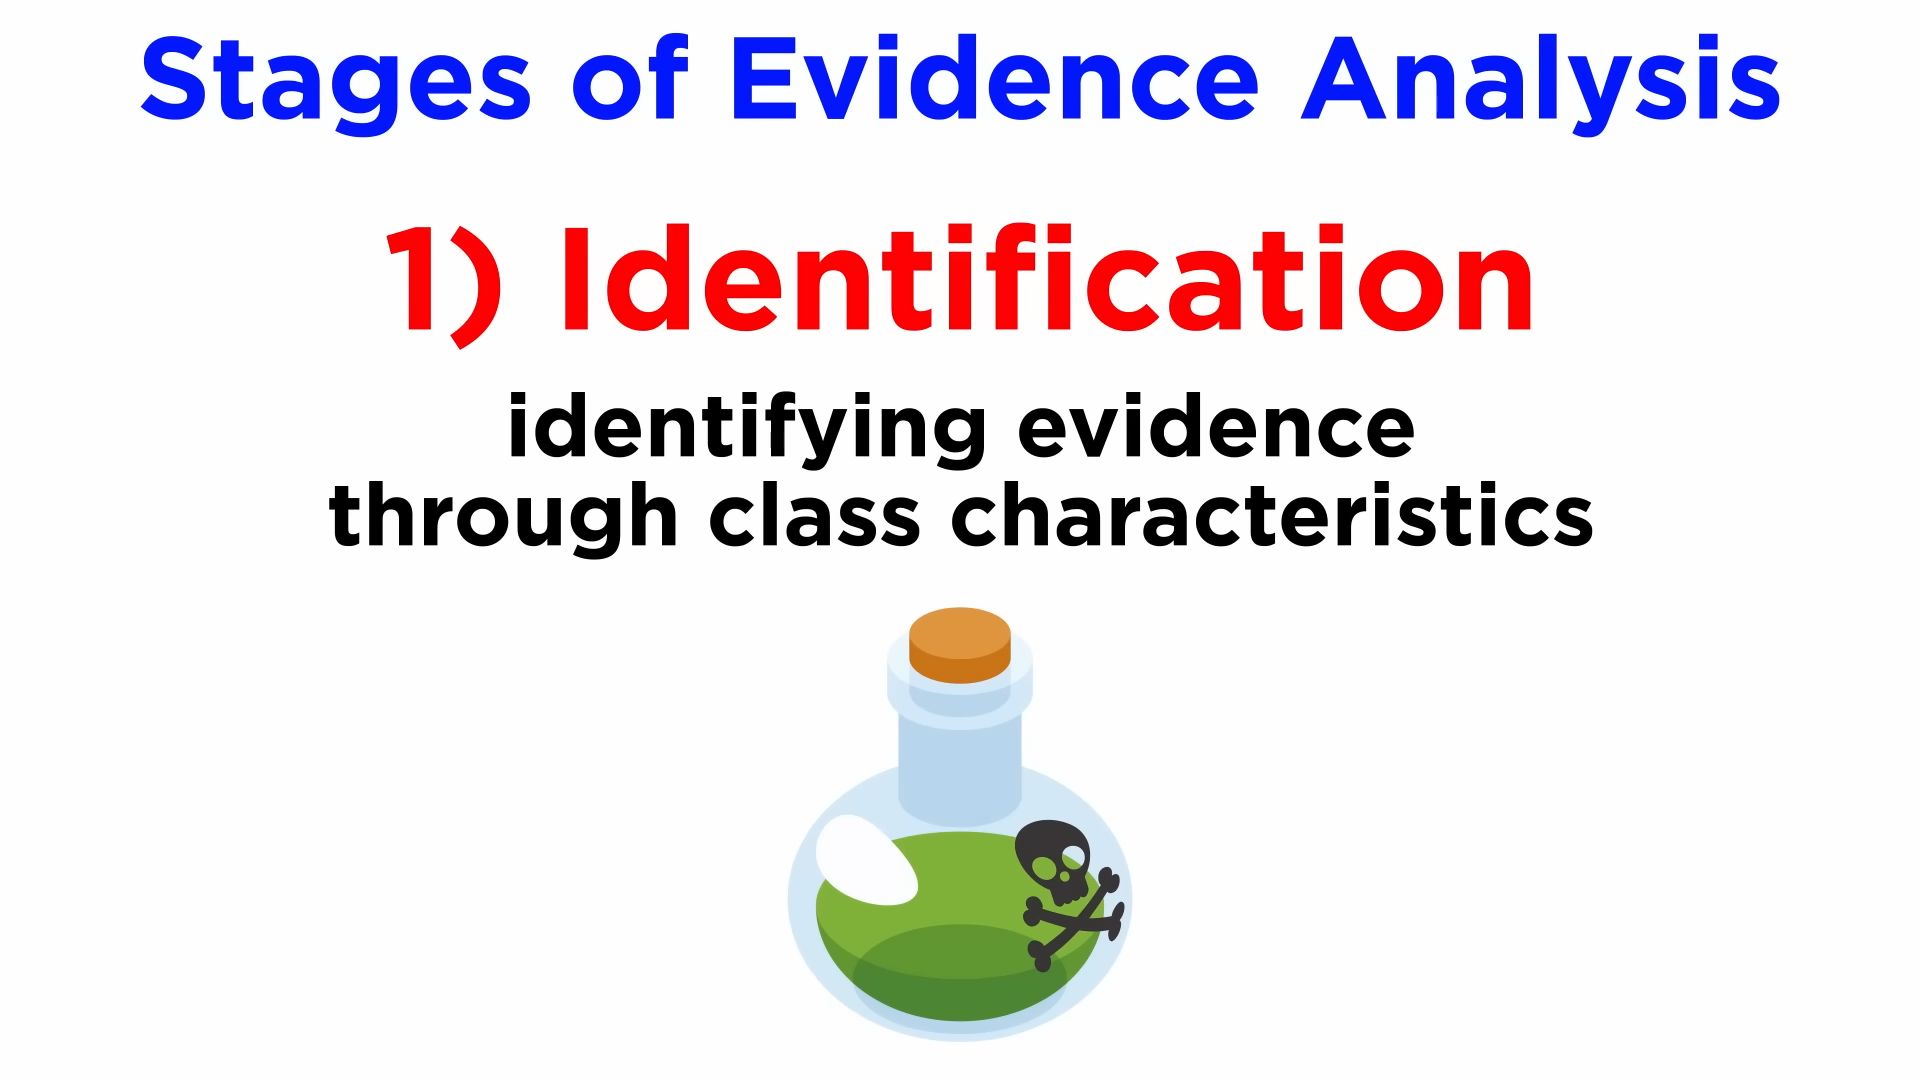 Stages of Evidence Analysis
1) Identification
identifying evidence
through class characteristics